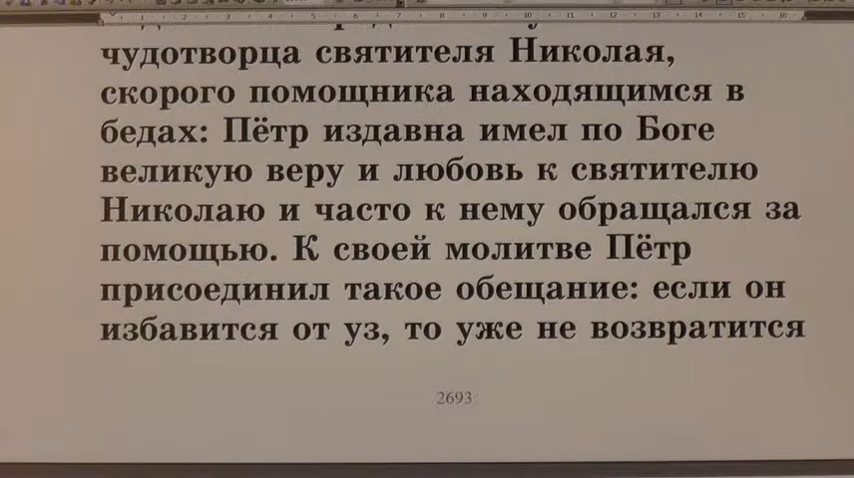 чудотворца святителя Николая,
скорого помощника находящимся в
бедах: Пётр издавна имел по Боге
великую веру и любовь к святителю
Николаю и часто к нему обращался за
помощью. К своей молитве Пётр
присоединил такое обещание: если он
избавится от уз, то уже не возвратится
2693